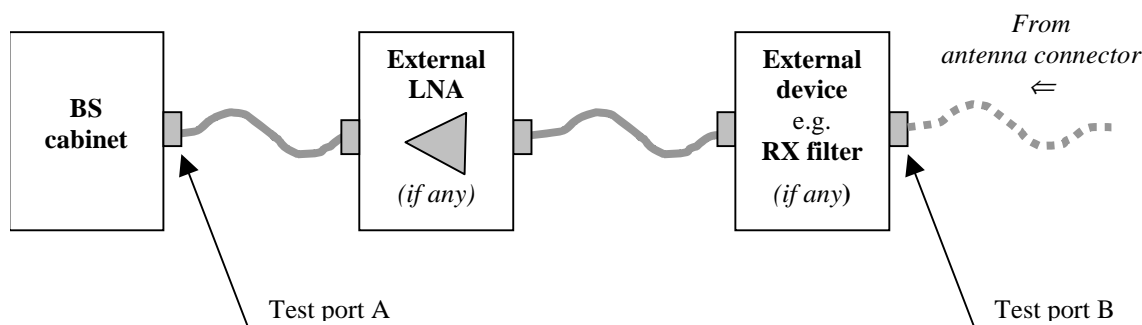 BS
cabinet
External
LNA
(if any)
External
device
e.g.
RX filter
(if any)
From
antenna connector
⇐
Test port A
Test port B